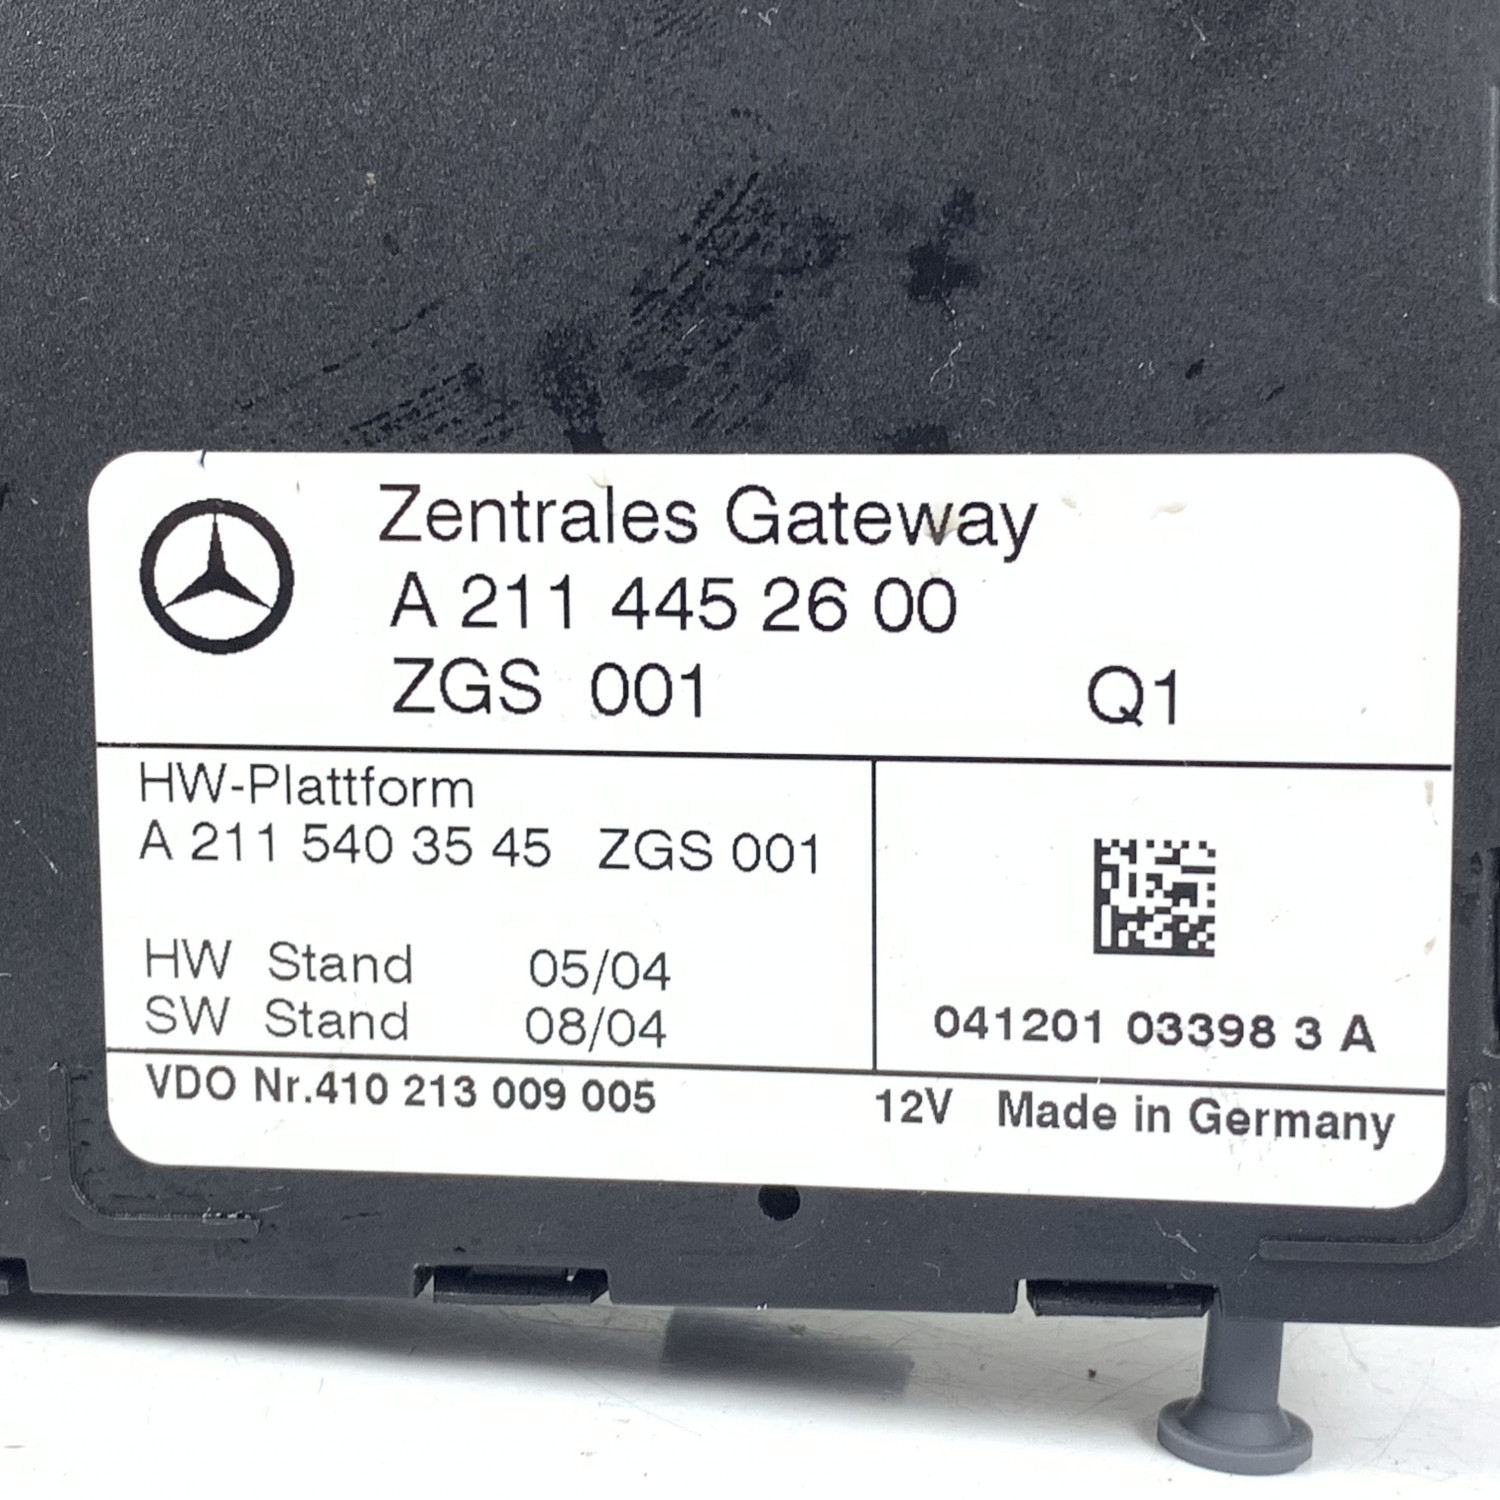 Zentrales Gateway
A 211 445 26 00
ZGS 001 Q1
HW-Plattform
A 211 540 35 45 ZGS 001
HW Stand 05/04
SW Stand 08/04
041201 03398 3 A
VDO Nr.410 213 009 005 12V Made in Germany